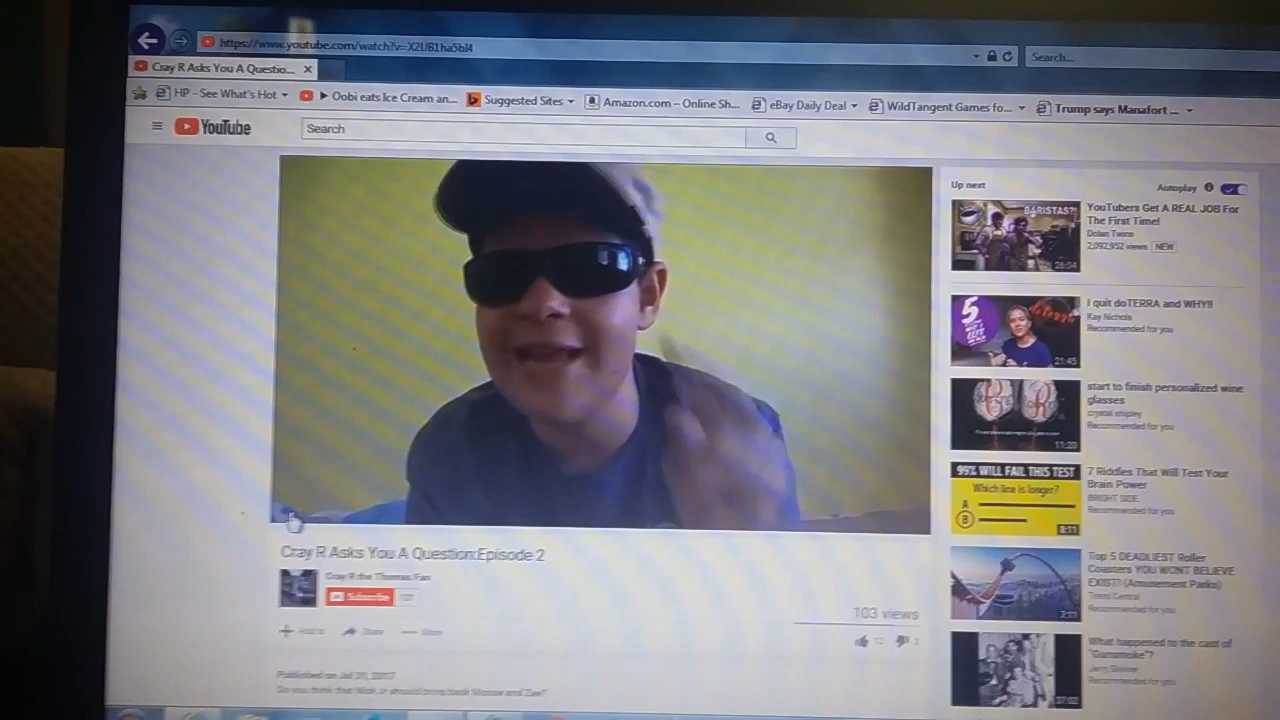 https://www.youtube.com/watch?v=X2UB1ha5bI4
Search...
Cray R Asks You A Questio...
HP - See What's Hot
Oobi eats Ice Cream an...
Suggested Sites
Amazon.com – Online Sh...
eBay Daily Deal
WildTangent Games fo...
Trump says Manafort ...
YouTube
Search
Up next
Autoplay
BARISTAS?!
26:04
YouTubers Get A REAL JOB For
The First Time!
Dolan Twins
2,092,952 views NEW
5
21:45
I quit doTERRA and WHY!!
Kay Nichols
Recommended for you
11:20
start to finish personalized wine
glasses
crystal shipley
Recommended for you
99% WILL FAIL THIS TEST
Which line is longer?
A
B
8:11
7 Riddles That Will Test Your
Brain Power
BRIGHT SIDE
Recommended for you
Top 5 DEADLIEST Roller
Coasters YOU WONT BELIEVE
EXIST! (Amusement Parks)
Trend Central
Recommended for you
What happened to the cast of
"Gunsmoke"?
Recommended for you
Cray R Asks You A Question:Episode 2
Cray R the Thomas Fan
Subscribe
103 views
Add to
Share
More
Published on Jul 31, 2017
Do you think that Nick Jr should bring back Moose and Zee?